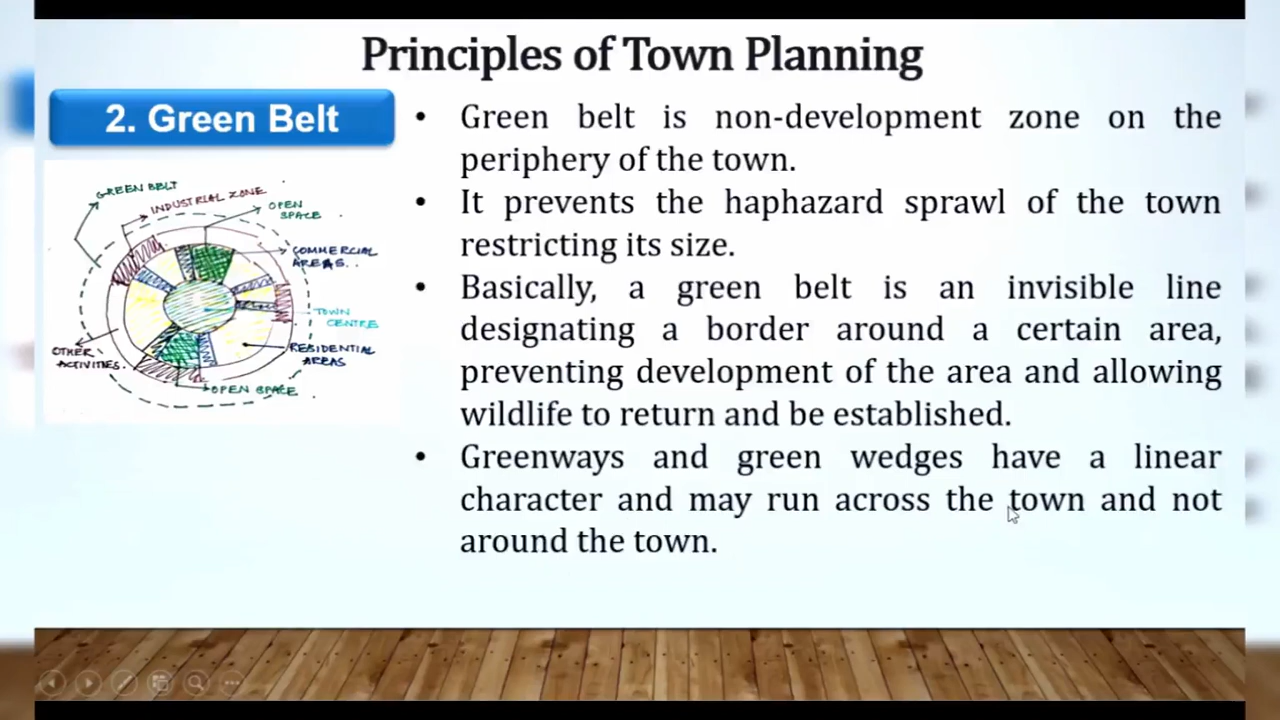 Principles of Town Planning
2. Green Belt
• Green belt is non-development zone on the
periphery of the town.
• It prevents the haphazard sprawl of the town
restricting its size.
• Basically, a green belt is an invisible line
designating a border around a certain area,
preventing development of the area and allowing
wildlife to return and be established.
• Greenways and green wedges have a linear
character and may run across the town and not
around the town.
GREEN BELT
INDUSTRIAL ZONE
OPEN
SPACE
COMMERCIAL
AREAS..
TOWN
CENTRE
RESIDENTIAL
AREAS
OTHER
ACTIVITIES.
OPEN SPACE